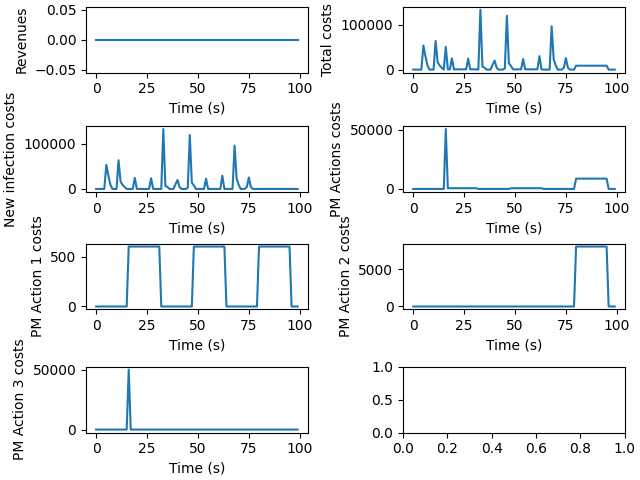 Revenues
0.05
0.00
−0.05
0 25 50 75 100
Time (s)
Total costs
100000
0
0 25 50 75 100
Time (s)
New infection costs
100000
0
0 25 50 75 100
Time (s)
PM Actions costs
50000
0
0 25 50 75 100
Time (s)
PM Action 1 costs
500
0
0 25 50 75 100
Time (s)
PM Action 2 costs
5000
0
0 25 50 75 100
Time (s)
PM Action 3 costs
50000
0
0 25 50 75 100
Time (s)
1.0
0.5
0.0
0.0 0.2 0.4 0.6 0.8 1.0